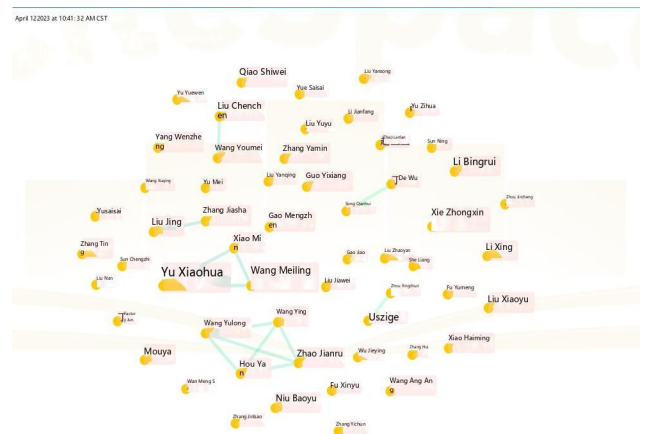 April 122023 at 10:41: 32 AM CST
Qiao Shiwei
Liu Yansong
Yue Saisai
Yu Yuewen
Liu Chench
en
Yu Zihua
Li Jianfang
Liu Yuyu
Yang Wenzhe
ng
Wang Youmei
Zhang Yamin
Sun Ning
Li Bingrui
Liu Yanqing
Guo Yixiang
De Wu
Yu Mei
Yusaisai
Zhang Jiasha
Liu Jing
Gao Mengzh
en
Xie Zhongxin
Xiao Mi
n
Zhang Tin
g
Li Xing
Sun Chengzhi
Gao Jiao
Liu Zhaoyan
She Liang
Yu Xiaohua
Wang Meiling
Liu Nan
Liu Jiawei
Fu Yumeng
Liu Xiaoyu
Wang Ying
Uszige
Wang Yulong
Xiao Haiming
Mouya
Zhao Jianru
Wu Jieying
Hou Ya
n
Wan Meng S
Fu Xinyu
Wang Ang An
g
Niu Baoyu
Zhang Jinbao
Zhang Yichun